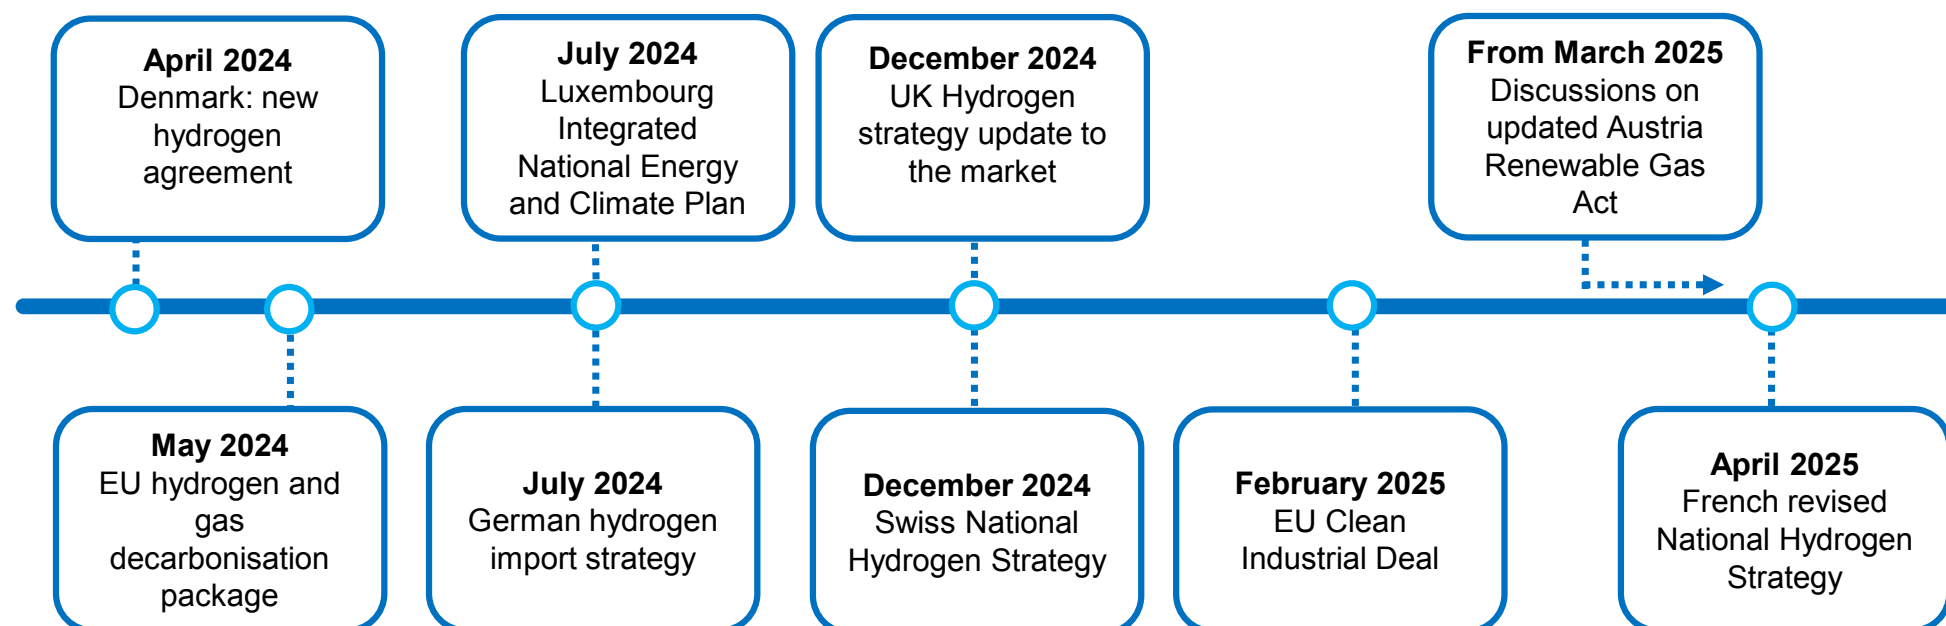 April 2024
Denmark: new
hydrogen
agreement
July 2024
Luxembourg
Integrated
National Energy
and Climate Plan
December 2024
UK Hydrogen
strategy update to
the market
From March 2025
Discussions on
updated Austria
Renewable Gas
Act
May 2024
EU hydrogen and
gas
decarbonisation
package
July 2024
German hydrogen
import strategy
December 2024
Swiss National
Hydrogen Strategy
February 2025
EU Clean
Industrial Deal
April 2025
French revised
National Hydrogen
Strategy